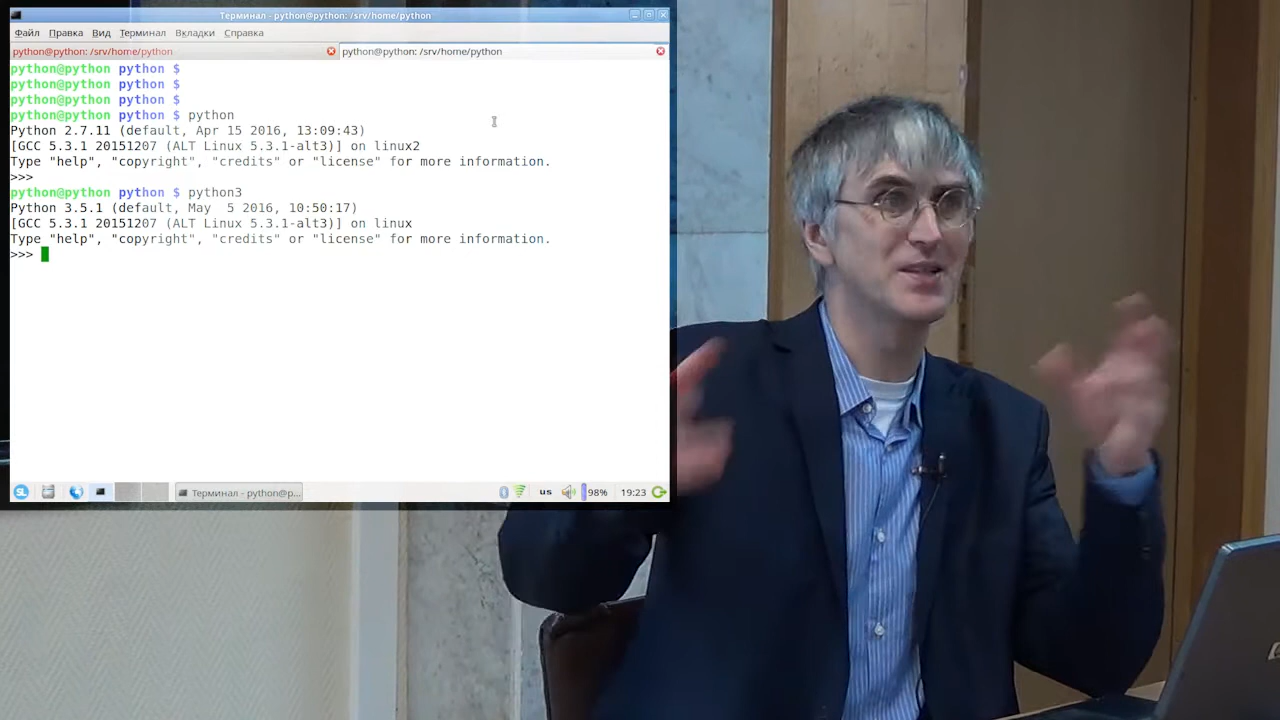 Терминал - python@python: /srv/home/python
Файл Правка Вид Терминал Вкладки Справка
python@python: /srv/home/python python@python: /srv/home/python
python@python python $
python@python python $
python@python python $
python@python python $ python
Python 2.7.11 (default, Apr 15 2016, 13:09:43)
[GCC 5.3.1 20151207 (ALT Linux 5.3.1-alt3)] on linux2
Type "help", "copyright", "credits" or "license" for more information.
>>>
python@python python $ python3
Python 3.5.1 (default, May  5 2016, 10:50:17)
[GCC 5.3.1 20151207 (ALT Linux 5.3.1-alt3)] on linux
Type "help", "copyright", "credits" or "license" for more information.
>>>
Терминал - python@p... us 98% 19:23